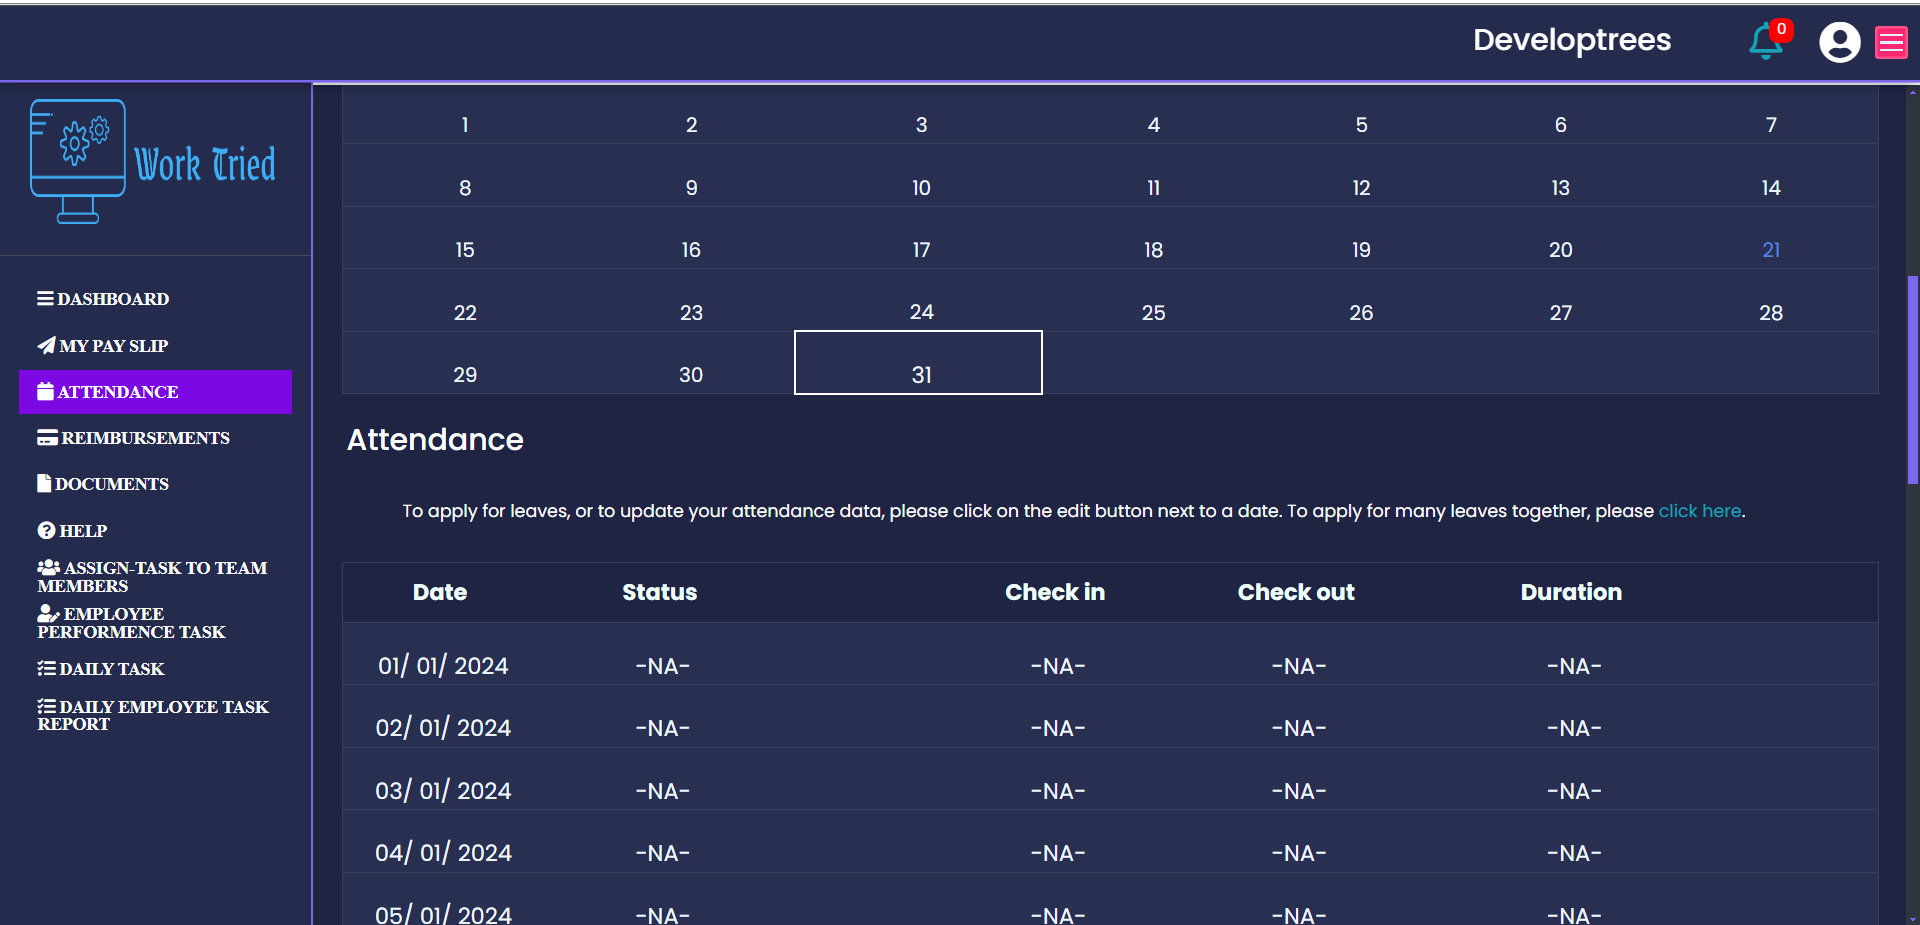 Developtrees
0
Work Tried
DASHBOARD
MY PAY SLIP
ATTENDANCE
REIMBURSEMENTS
DOCUMENTS
HELP
ASSIGN-TASK TO TEAM
MEMBERS
EMPLOYEE
PERFORMENCE TASK
DAILY TASK
DAILY EMPLOYEE TASK
REPORT
1 2 3 4 5 6 7
8 9 10 11 12 13 14
15 16 17 18 19 20 21
22 23 24 25 26 27 28
29 30 31
Attendance
To apply for leaves, or to update your attendance data, please click on the edit button next to a date. To apply for many leaves together, please click here.
Date Status Check in Check out Duration
01/ 01/ 2024 -NA- -NA- -NA- -NA-
02/ 01/ 2024 -NA- -NA- -NA- -NA-
03/ 01/ 2024 -NA- -NA- -NA- -NA-
04/ 01/ 2024 -NA- -NA- -NA- -NA-
05/ 01/ 2024 -NA- -NA- -NA- -NA-